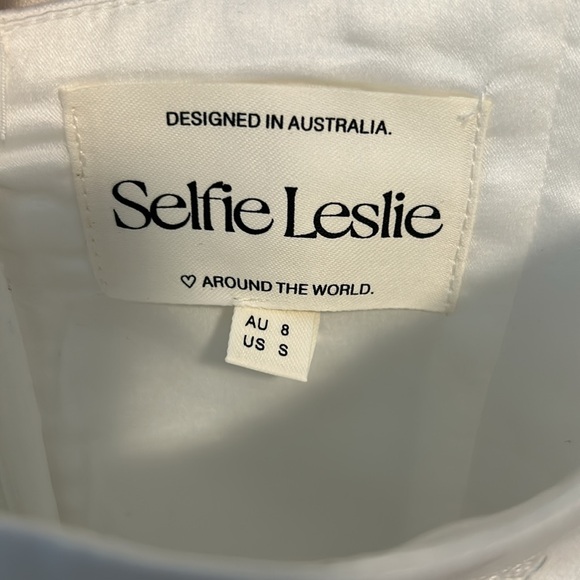 DESIGNED IN AUSTRALIA.
Selfie Leslie
♡ AROUND THE WORLD.
AU 8
US S